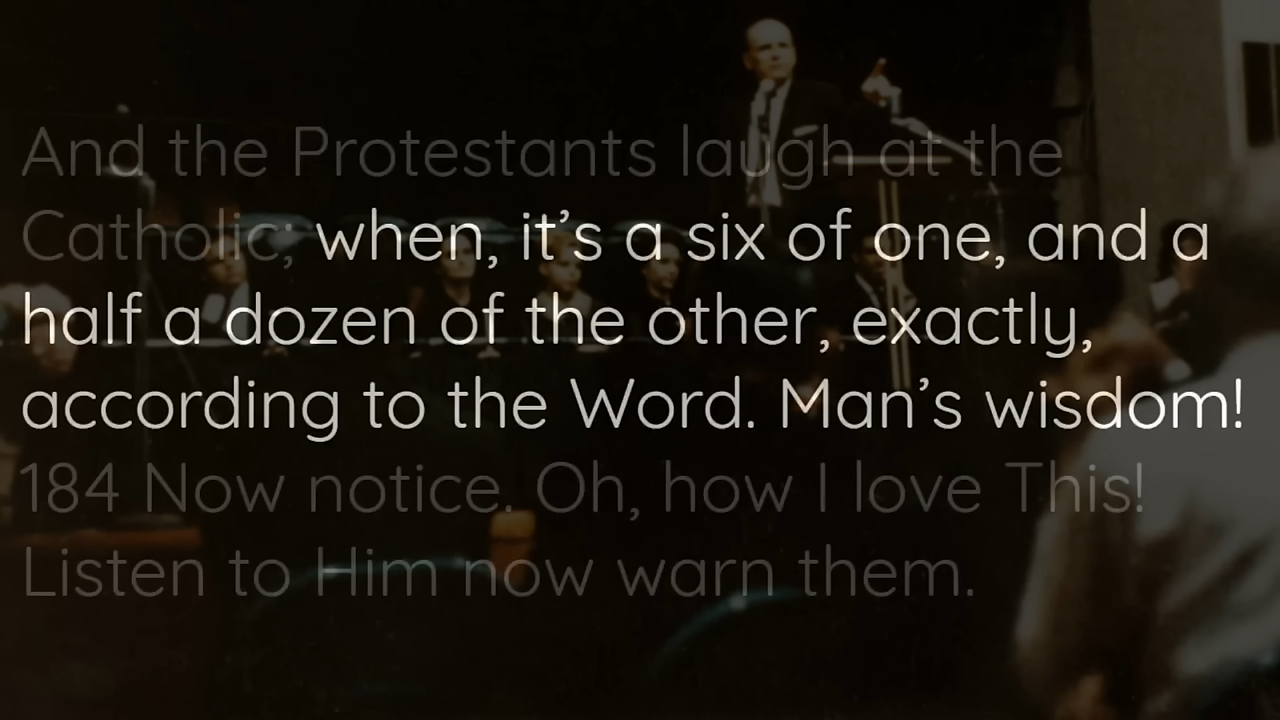 And the Protestants laugh at the
Catholic; when, it’s a six of one, and a
half a dozen of the other, exactly,
according to the Word. Man’s wisdom!
184 Now notice. Oh, how I love This!
Listen to Him now warn them.